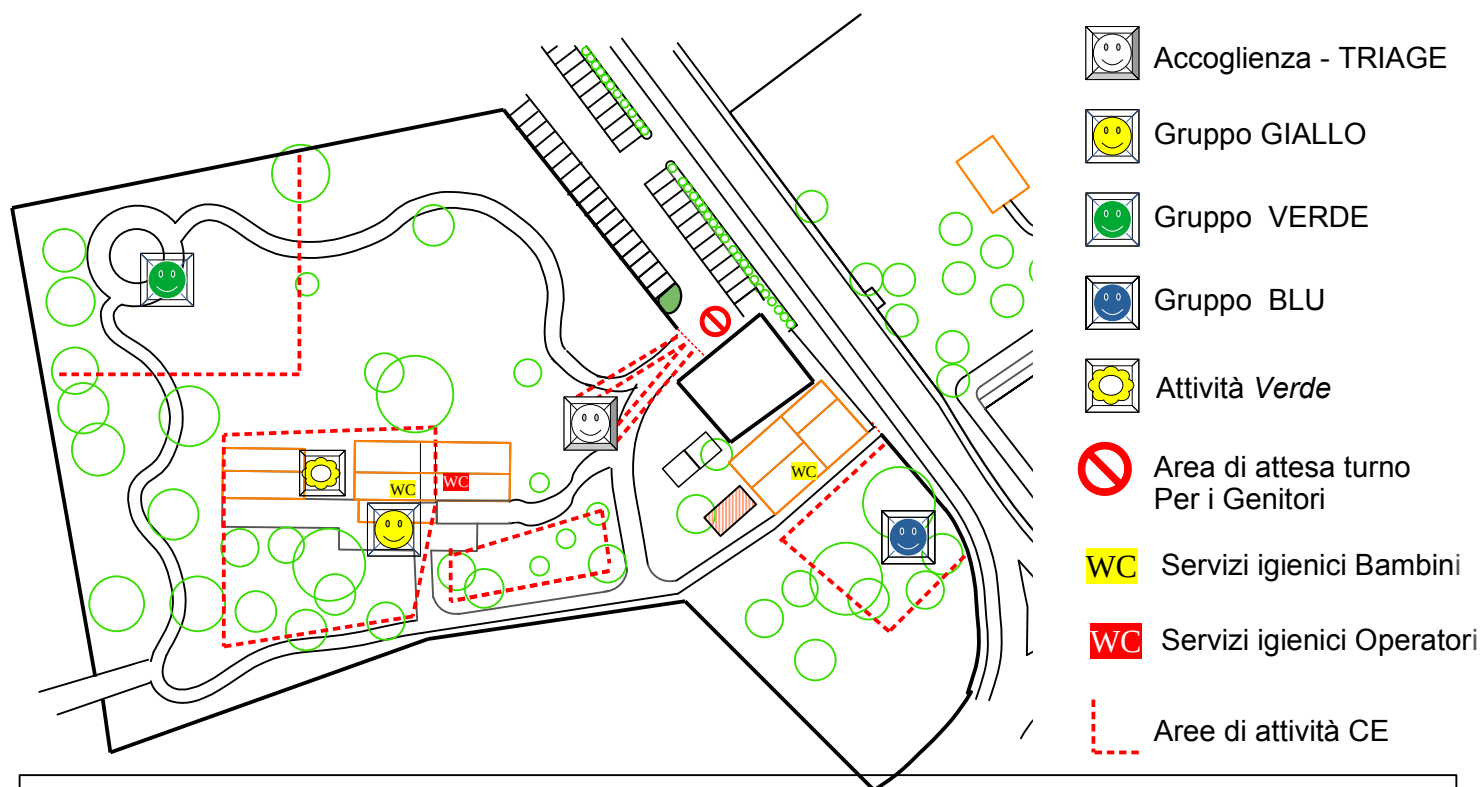 Accoglienza - TRIAGE
Gruppo GIALLO
Gruppo VERDE
Gruppo BLU
Attività Verde
Area di attesa turno
Per i Genitori
WC Servizi igienici Bambini
WC Servizi igienici Operatori
Aree di attività CE
WC
WC
WC